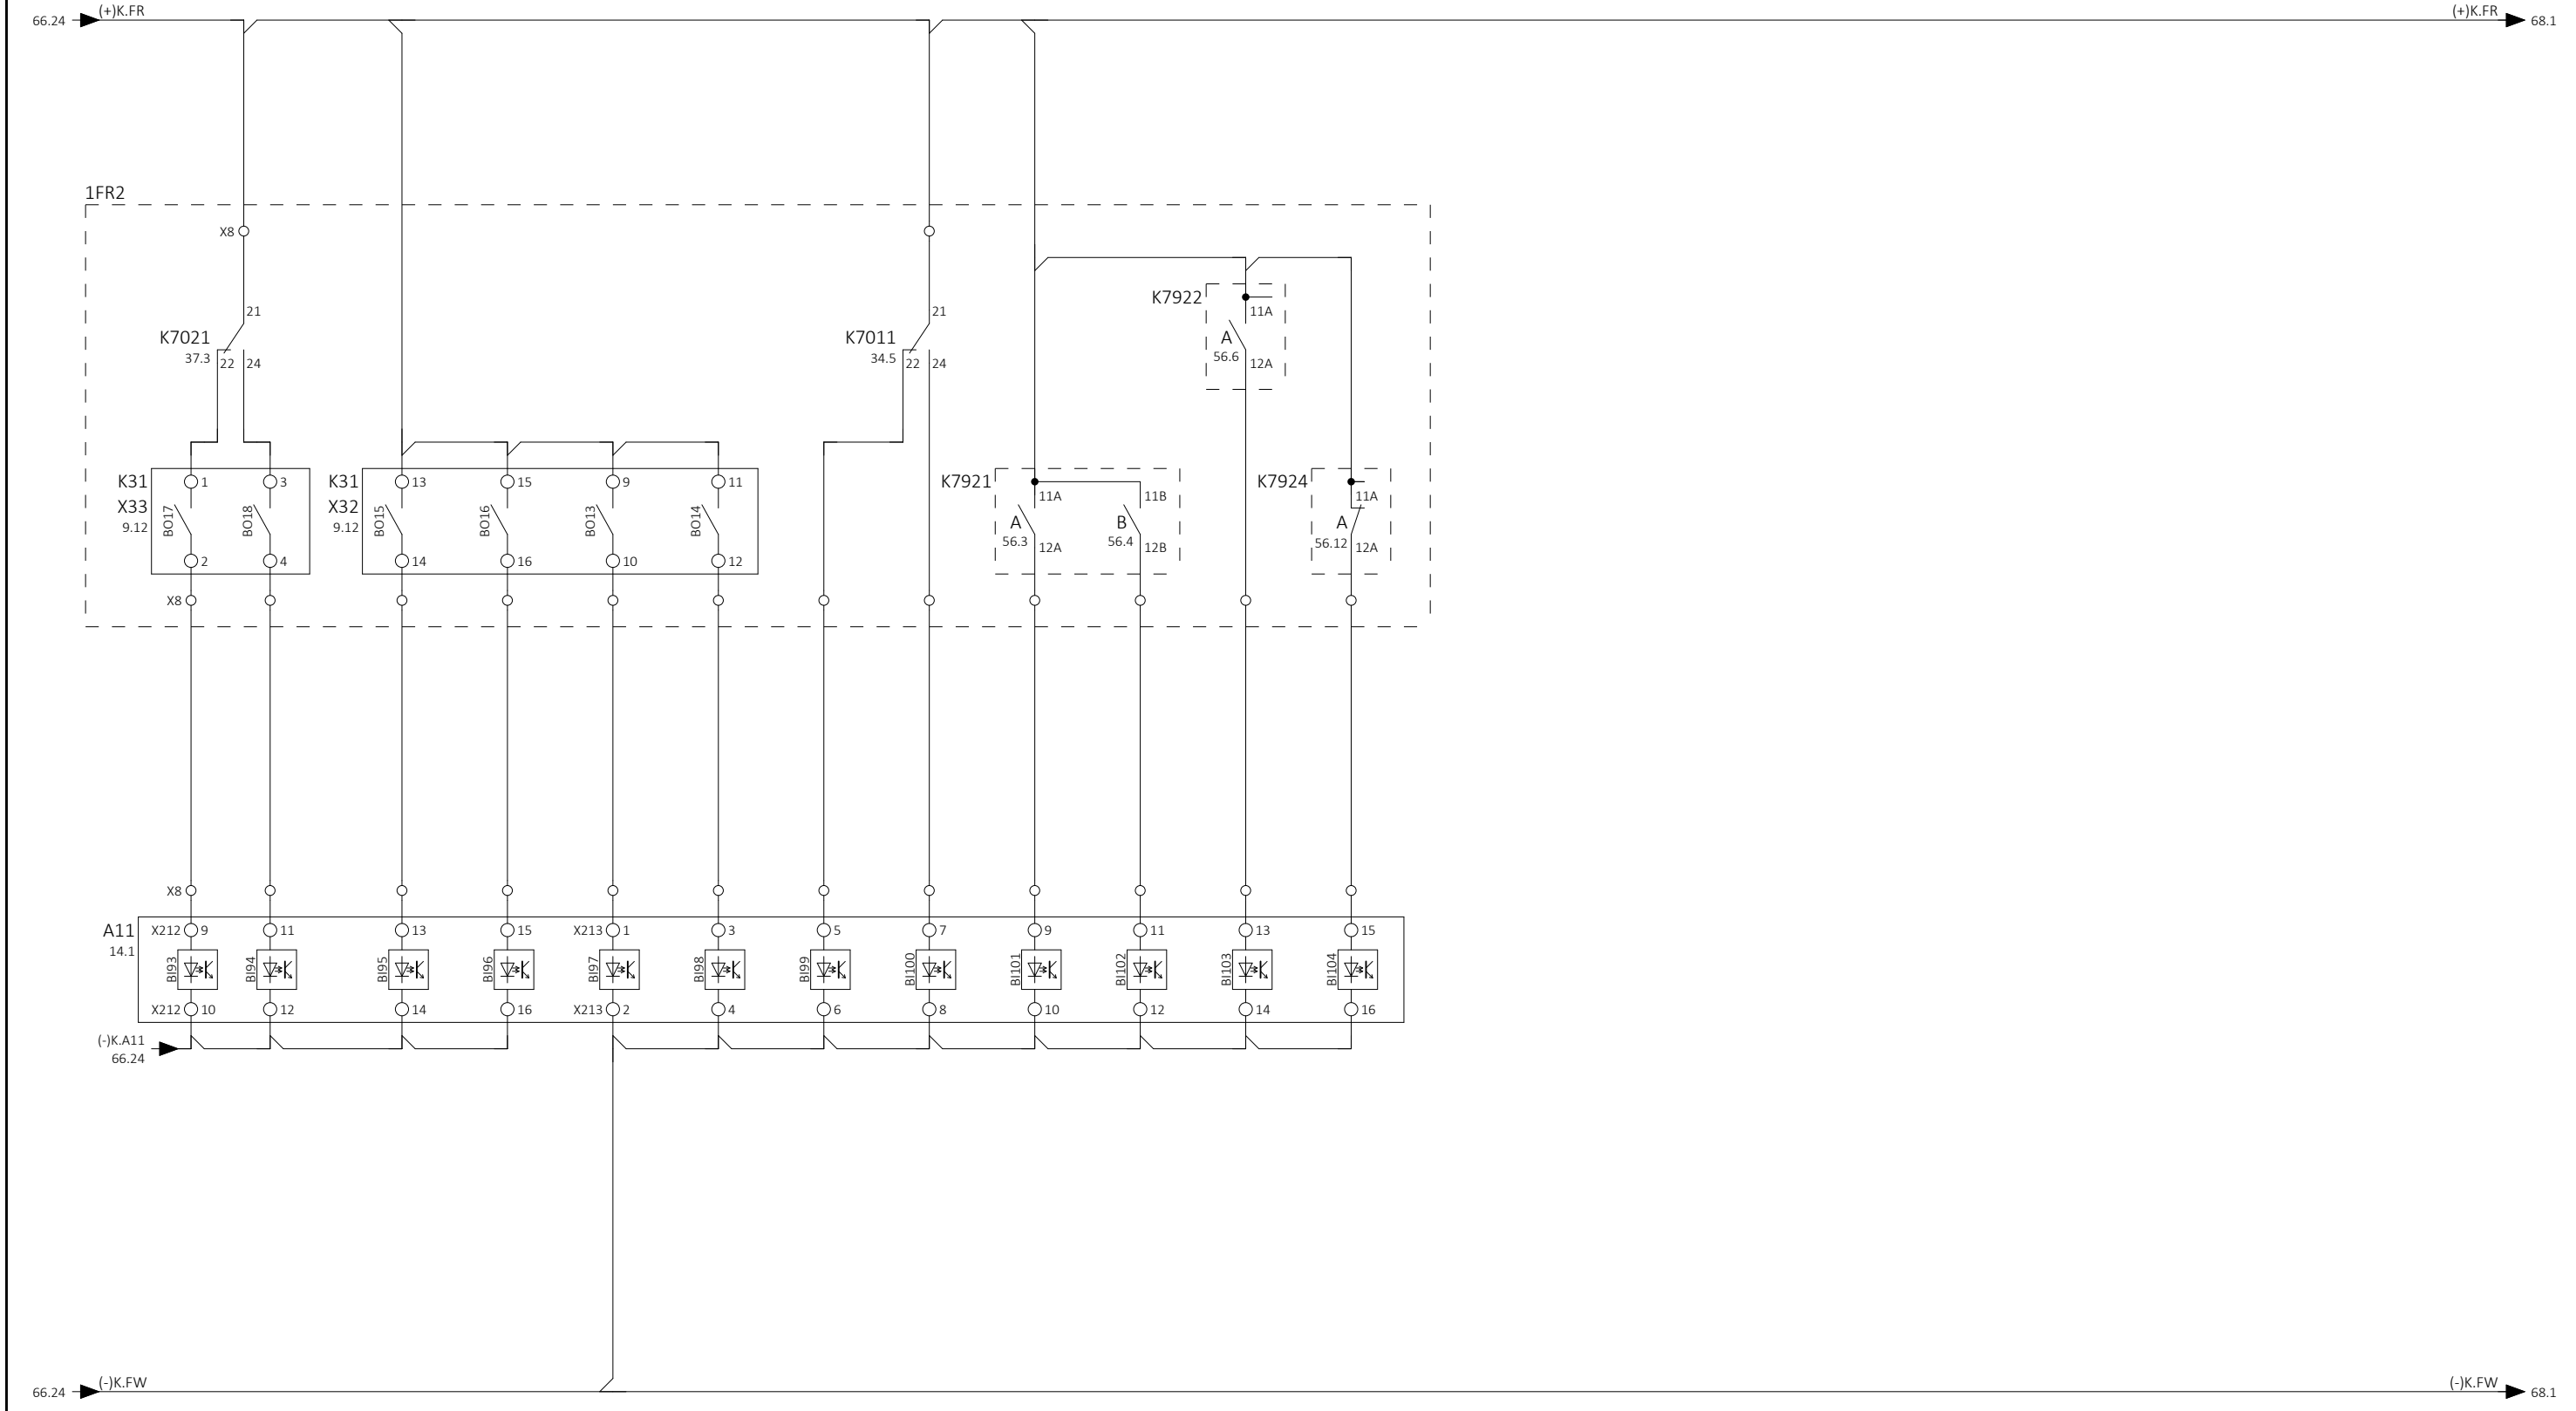 (+)K.FR (+)K.FR
66.24 68.1
1FR2
X8
K7922
21 21 11A
K7021 K7011 A
37.3 34.5 56.6
22 24 22 24 12A
K31 1 3 K31 13 15 9 11 K7921 K7924
11A 11B 11A
X33 BO17 BO18 X32 BO15 BO16 BO13 BO14 A B A
9.12 9.12 56.3 56.4 56.12
12A 12B 12A
2 4 14 16 10 12
X8
X8
A11 X212 9 11 13 15 X213 1 3 5 7 9 11 13 15
14.1
BI93 BI94 BI95 BI96 BI97 BI98 BI99 BI100 BI101 BI102 BI103 BI104
X212 10 12 14 16 X213 2 4 6 8 10 12 14 16
(-)K.A11
66.24
(-)K.FW (-)K.FW
66.24 68.1